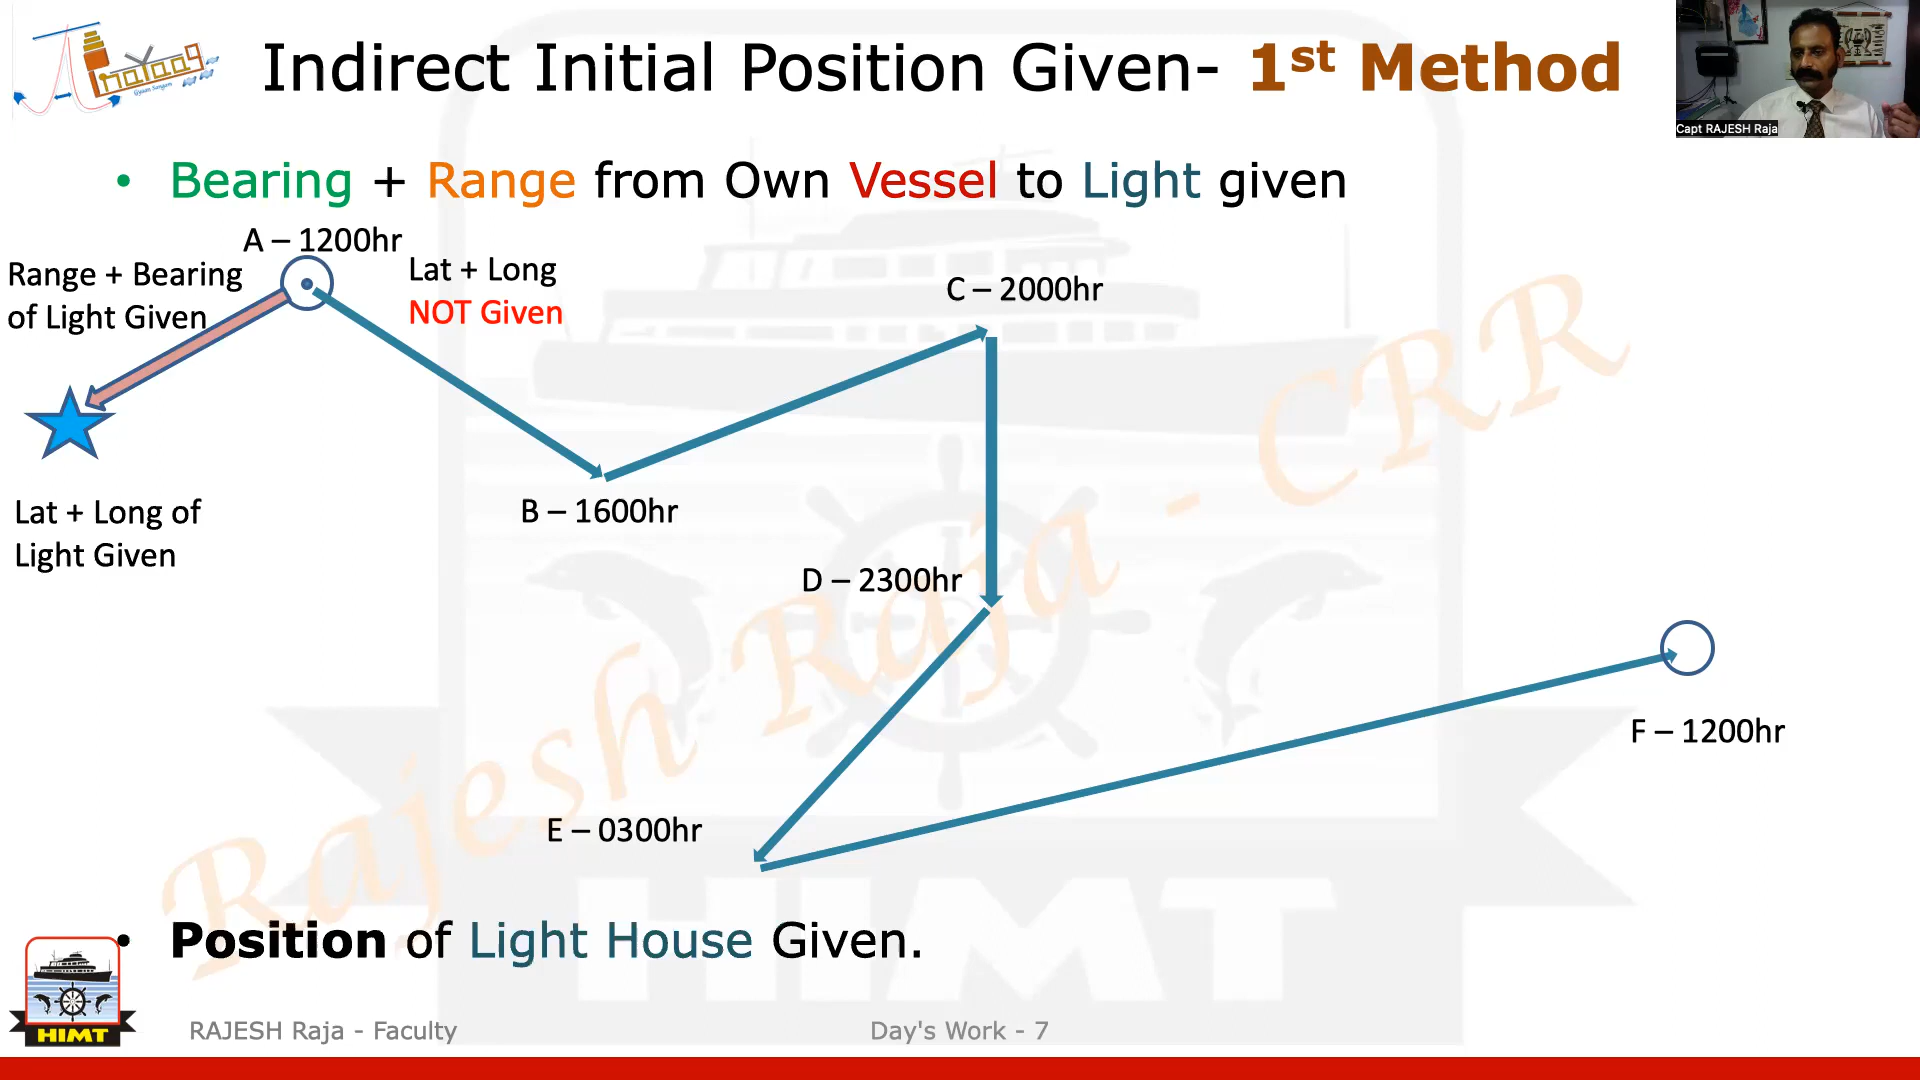 Indirect Initial Position Given- 1st Method
Capt RAJESH Raja
• Bearing + Range from Own Vessel to Light given
A – 1200hr
Range + Bearing
of Light Given
Lat + Long
NOT Given
C – 2000hr
Lat + Long of
Light Given
B – 1600hr
D – 2300hr
F – 1200hr
E – 0300hr
• Position of Light House Given.
Rajesh Raja - CRR
HIMT
HIMT
RAJESH Raja - Faculty
Day's Work - 7